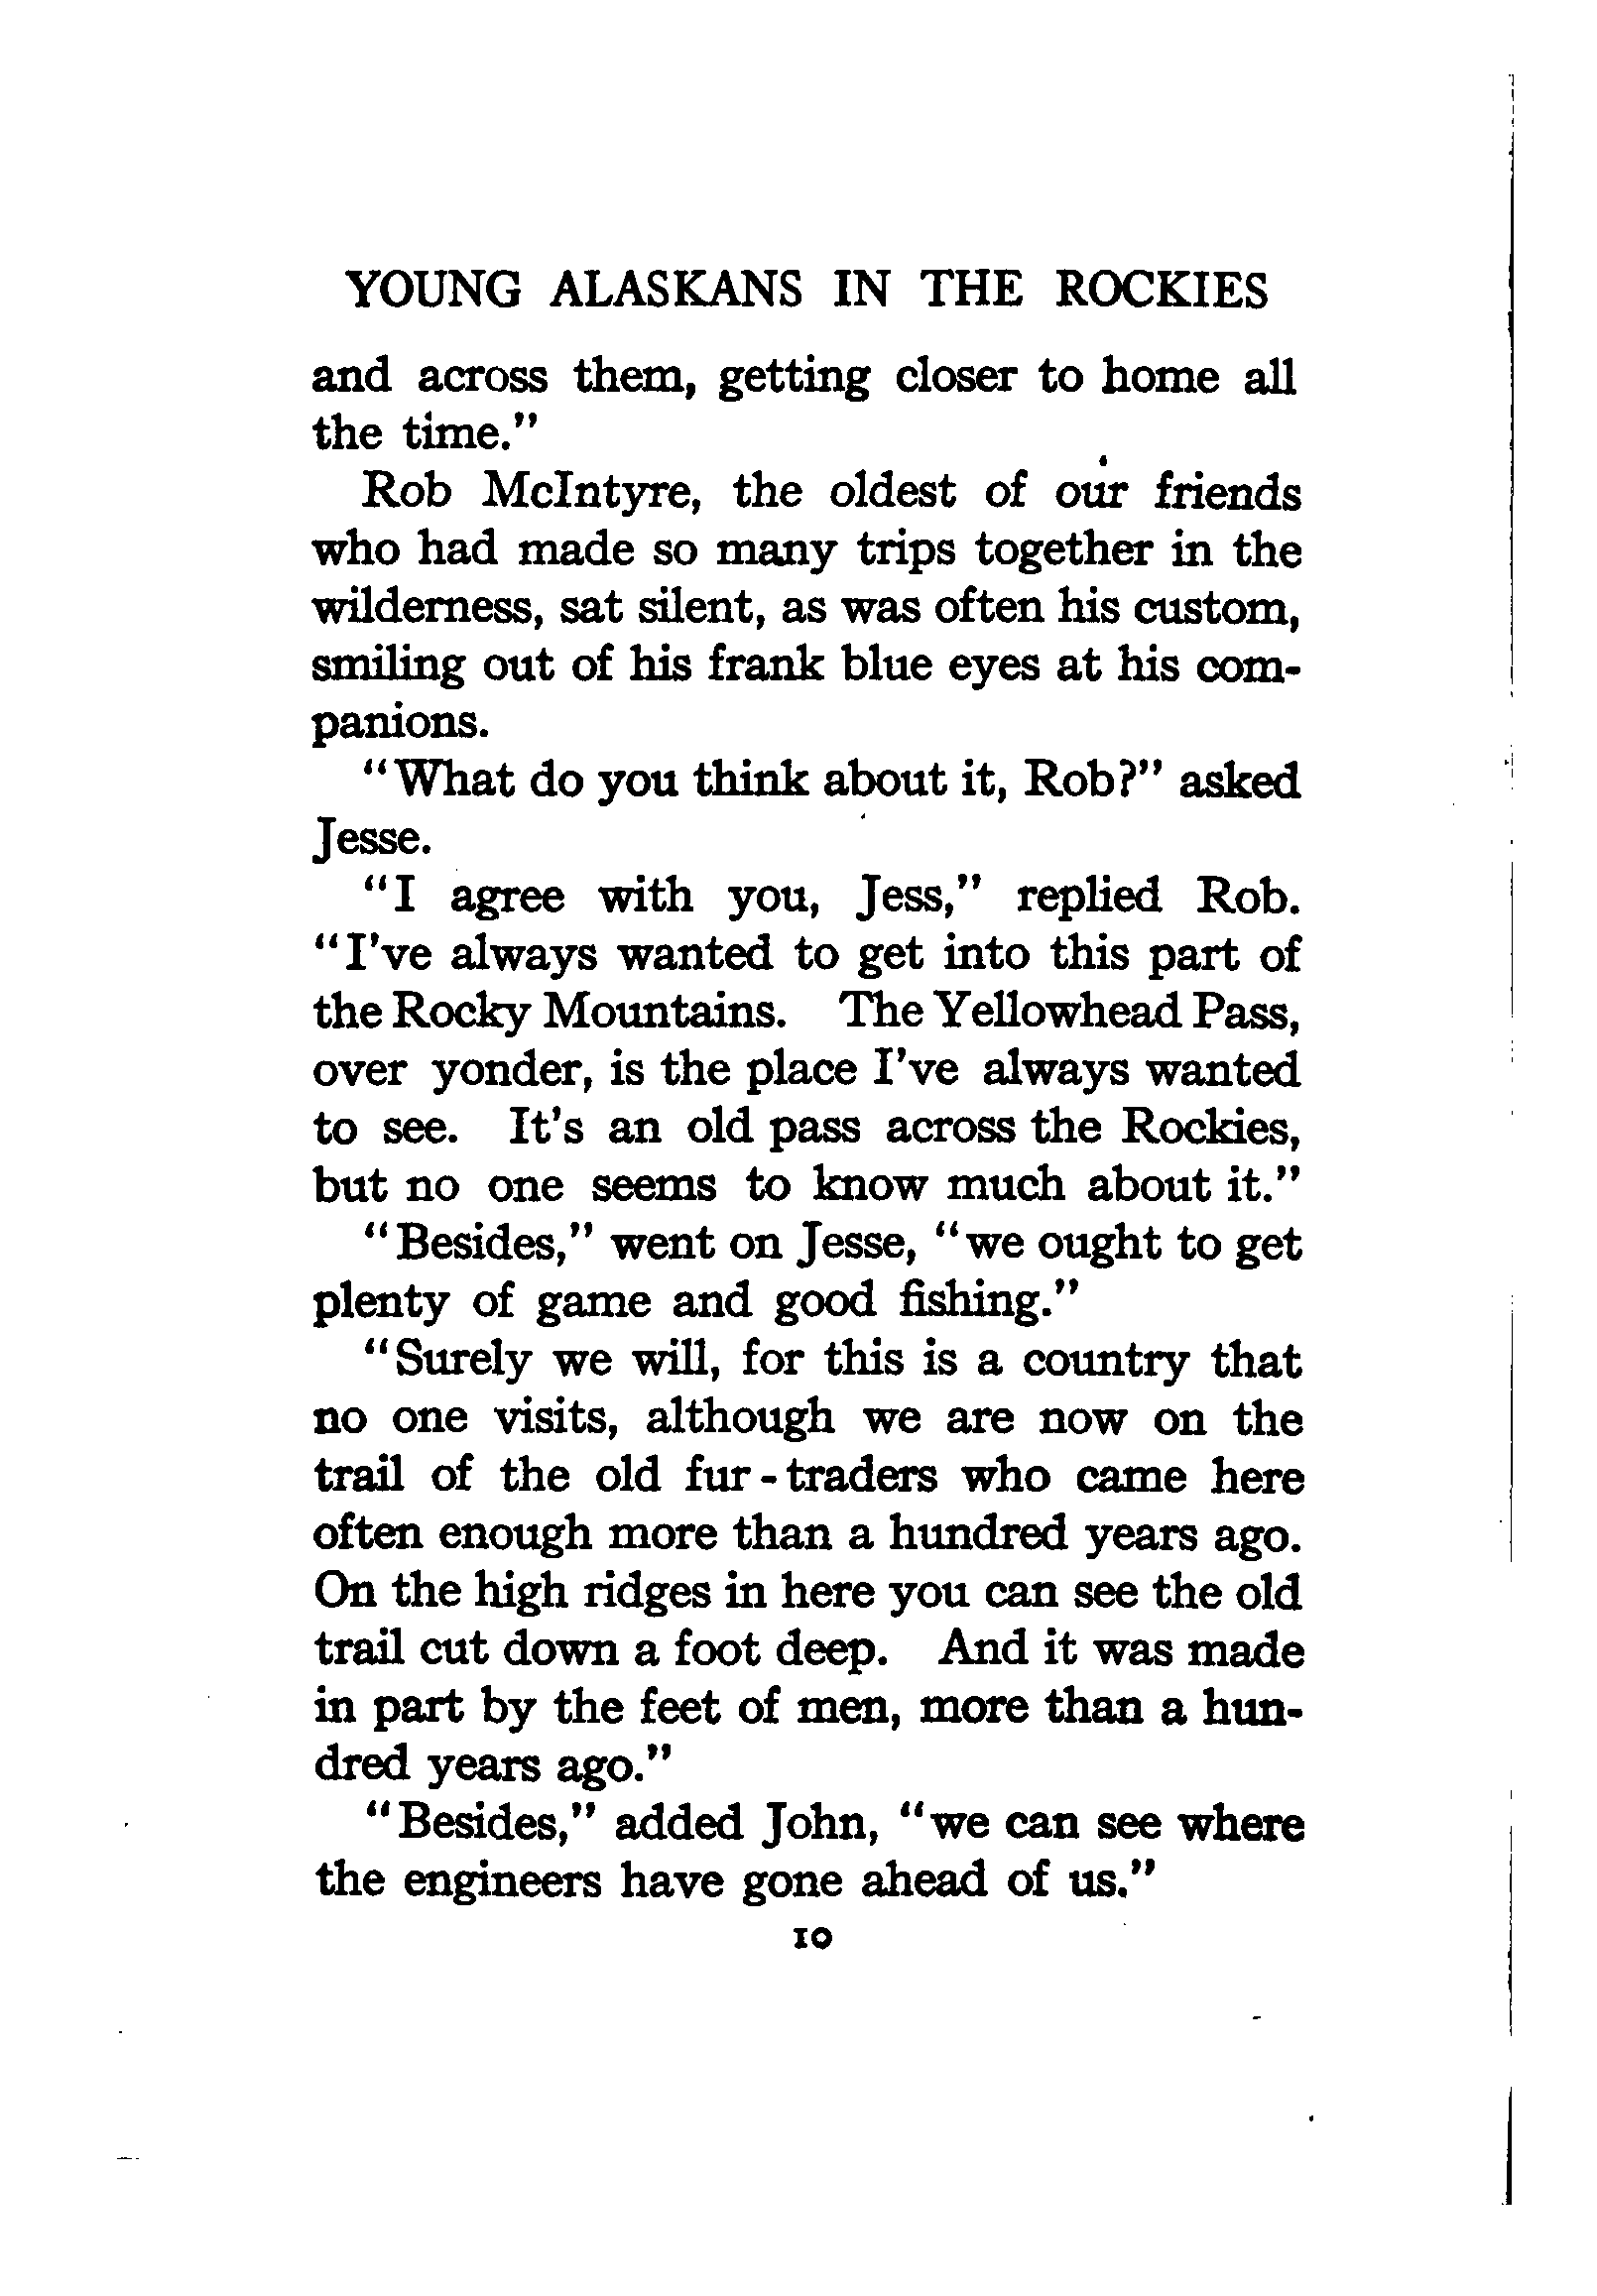 YOUNG ALASKANS IN THE ROCKIES
and across them, getting closer to home all
the time."
Rob McIntyre, the oldest of our friends
who had made so many trips together in the
wilderness, sat silent, as was often his custom,
smiling out of his frank blue eyes at his com-
panions.
"What do you think about it, Rob?" asked
Jesse.
"I agree with you, Jess," replied Rob.
"I've always wanted to get into this part of
the Rocky Mountains. The Yellowhead Pass,
over yonder, is the place I've always wanted
to see. It's an old pass across the Rockies,
but no one seems to know much about it."
"Besides," went on Jesse, "we ought to get
plenty of game and good fishing."
"Surely we will, for this is a country that
no one visits, although we are now on the
trail of the old fur-traders who came here
often enough more than a hundred years ago.
On the high ridges in here you can see the old
trail cut down a foot deep. And it was made
in part by the feet of men, more than a hun-
dred years ago."
"Besides," added John, "we can see where
the engineers have gone ahead of us."
10